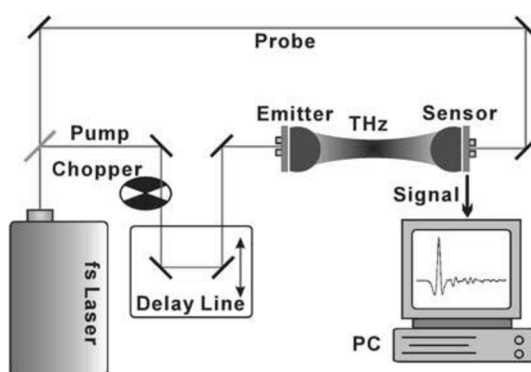 Probe
Emitter
Sensor
THz
Pump
Chopper
Signal
fs Laser
Delay Line
PC